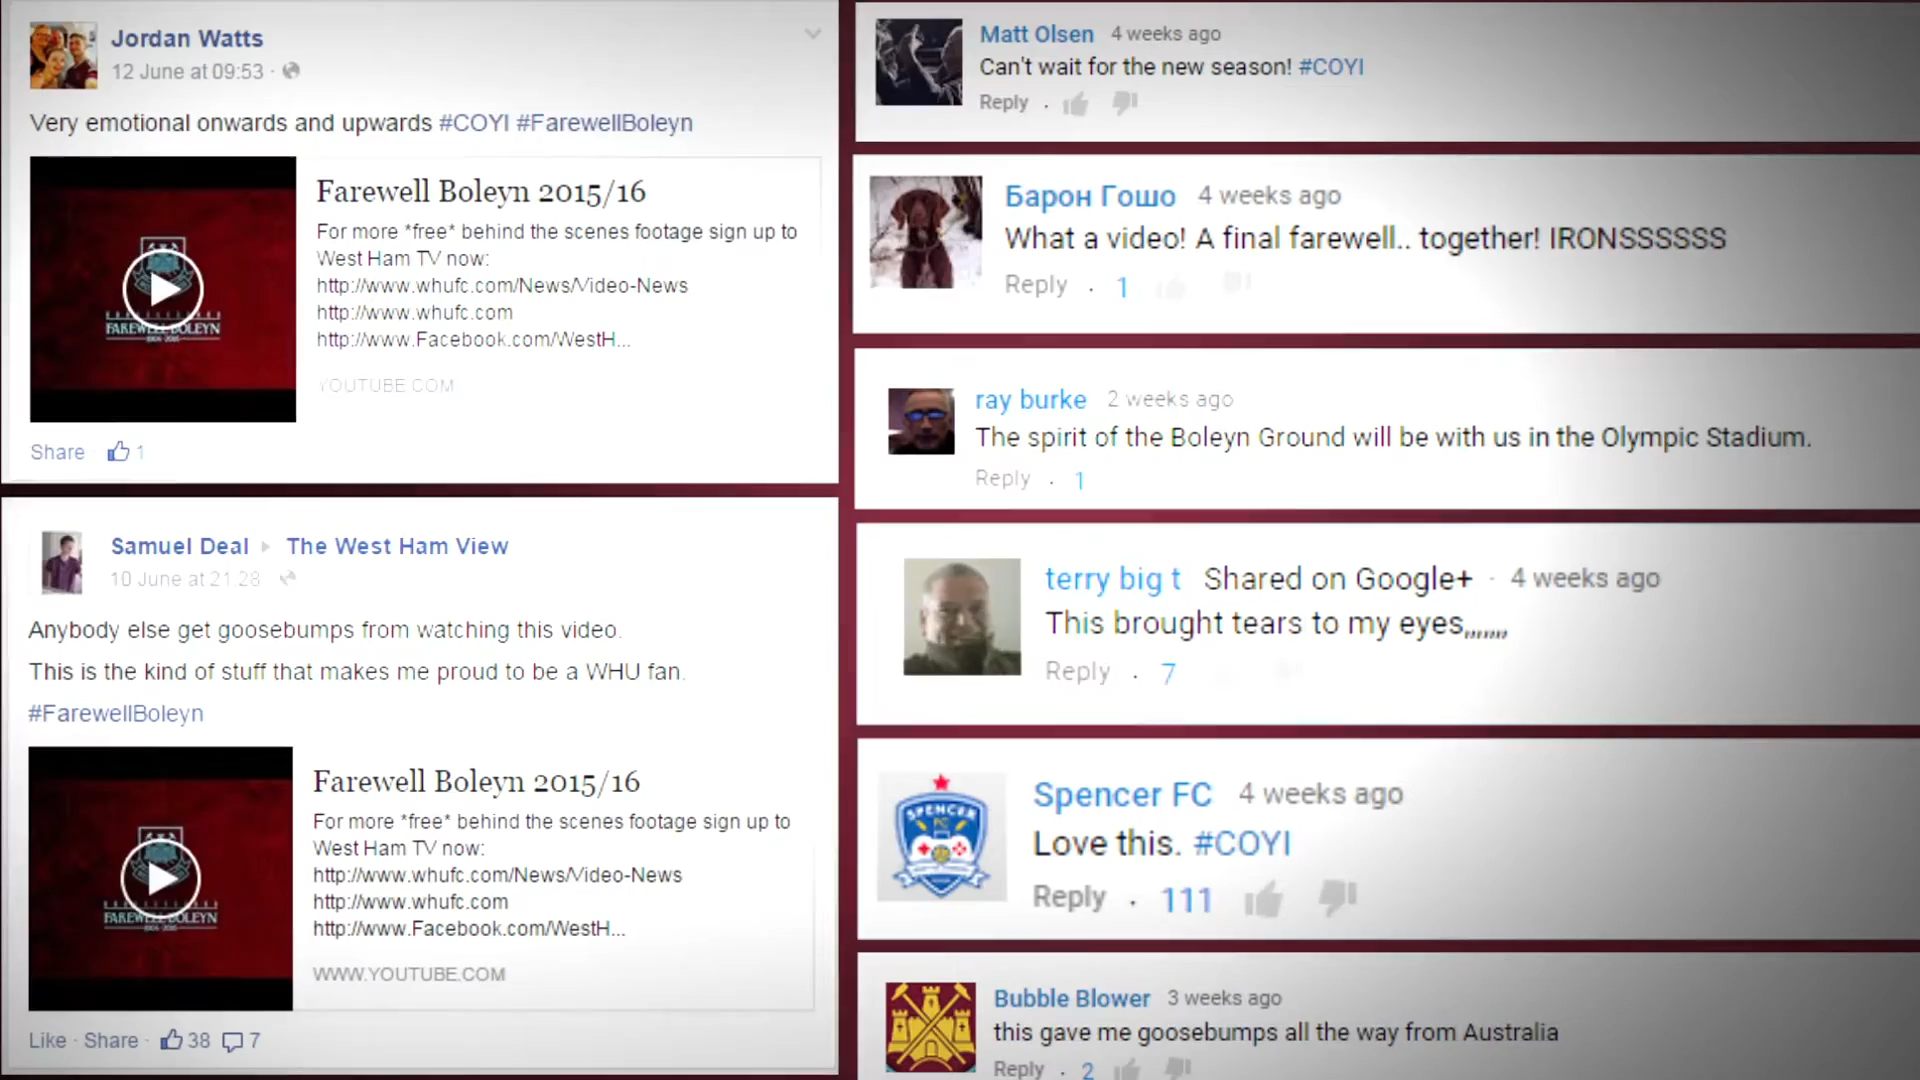 Jordan Watts
12 June at 09:53 ·
Very emotional onwards and upwards #COYI #FarewellBoleyn
FAREWELL BOLEYN
Farewell Boleyn 2015/16
For more *free* behind the scenes footage sign up to
West Ham TV now:
http://www.whufc.com/News/Video-News
http://www.whufc.com
http://www.Facebook.com/WestH...
YOUTUBE.COM
Share 1
Samuel Deal The West Ham View
10 June at 21:28
Anybody else get goosebumps from watching this video.
This is the kind of stuff that makes me proud to be a WHU fan.
#FarewellBoleyn
FAREWELL BOLEYN
Farewell Boleyn 2015/16
For more *free* behind the scenes footage sign up to
West Ham TV now:
http://www.whufc.com/News/Video-News
http://www.whufc.com
http://www.Facebook.com/WestH...
WWW.YOUTUBE.COM
Like · Share · 38 7
Matt Olsen 4 weeks ago
Can't wait for the new season! #COYI
Reply ·
Барон Гошо 4 weeks ago
What a video! A final farewell.. together! IRONSSSSSS
Reply · 1
ray burke 2 weeks ago
The spirit of the Boleyn Ground will be with us in the Olympic Stadium.
Reply · 1
terry big t Shared on Google+ · 4 weeks ago
This brought tears to my eyes,,,,,,,
Reply · 7
SPENCER
FC
Spencer FC 4 weeks ago
Love this. #COYI
Reply · 111
Bubble Blower 3 weeks ago
this gave me goosebumps all the way from Australia
Reply · 2